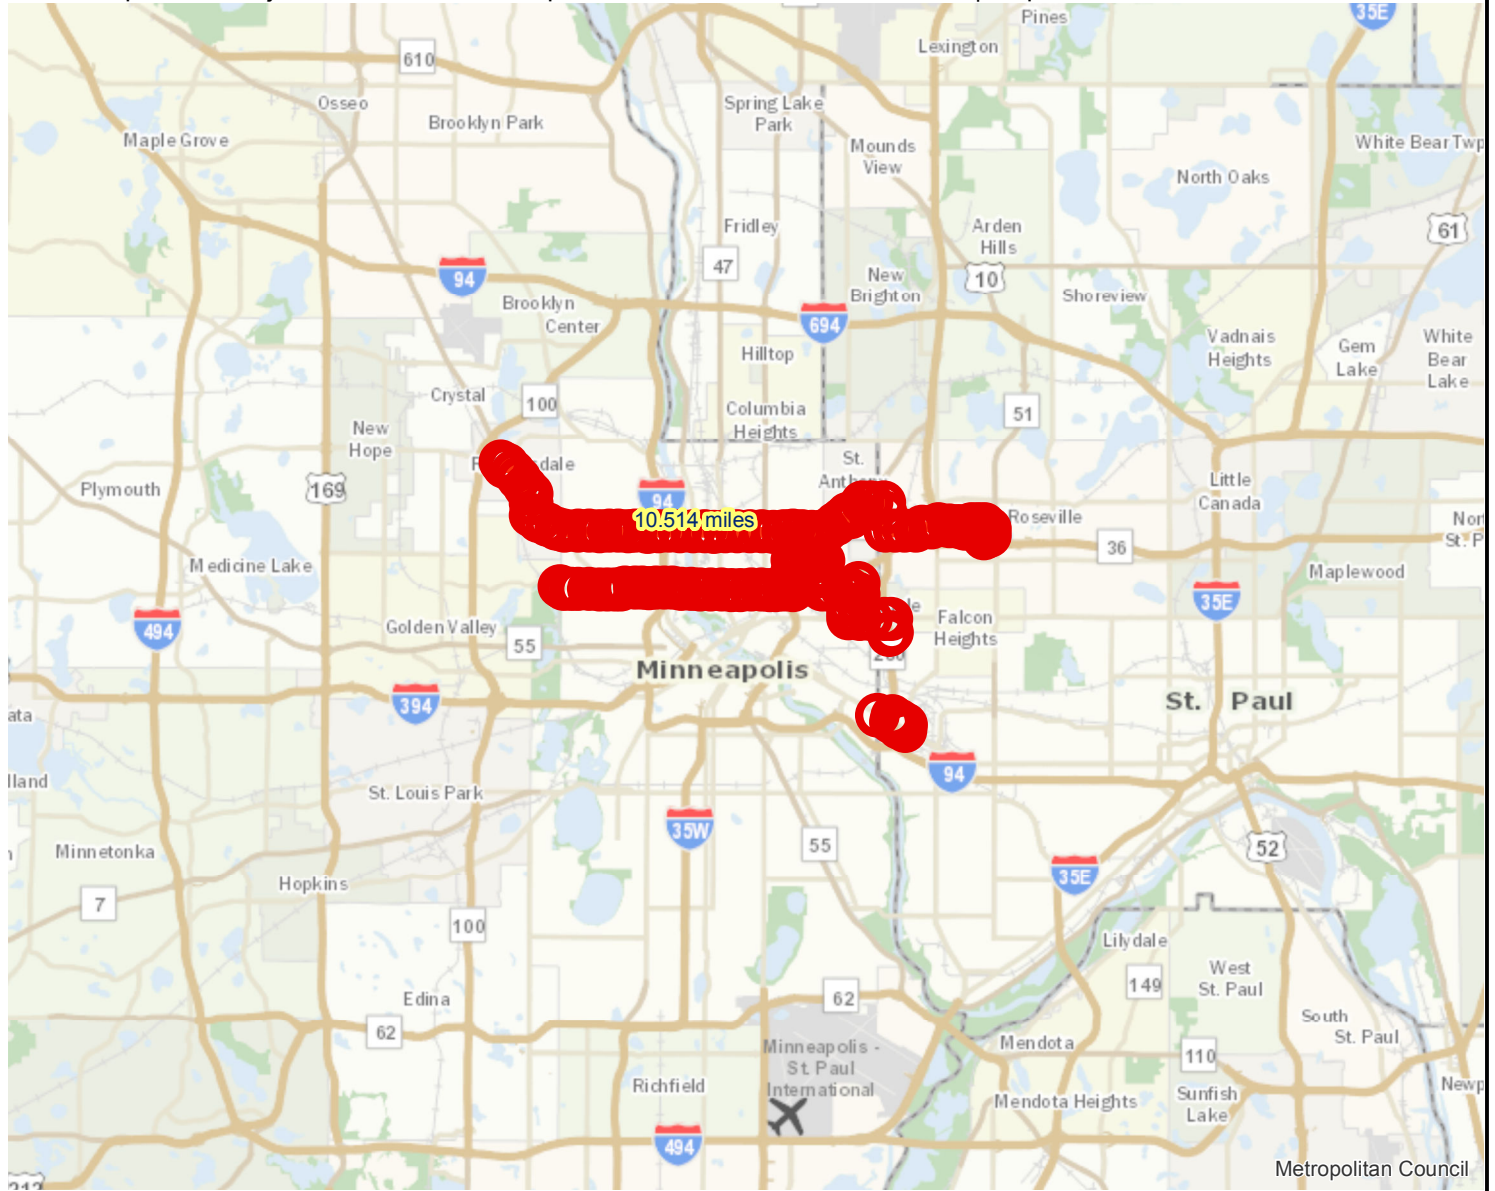 Pines
35E
Lexington
610
Osseo
Spring Lake
Park
Brooklyn Park
Maple Grove
Mounds
View
White Bear Twp
North Oaks
Fridley
Arden
Hills
61
47
94
10
New
Brighton
Brooklyn
Center
Shoreview
694
Vadnais
Heights
Gem
Lake
White
Bear
Lake
Hilltop
Crystal
100
Columbia
Heights
51
New
Hope
St.
Plymouth
169
94
Little
Canada
10.514 miles
Roseville
36
Medicine Lake
Maplewood
494
35E
Golden Valley
55
Falcon
Heights
Minneapolis
394
St. Paul
94
St. Louis Park
35W
55
Minnetonka
52
Hopkins
35E
7
100
Lilydale
149
West
St. Paul
Edina
62
62
South
St. Paul
Minneapolis -
St. Paul
International
Mendota
110
Richfield
Mendota Heights
Sunfish
Lake
494
Metropolitan Council